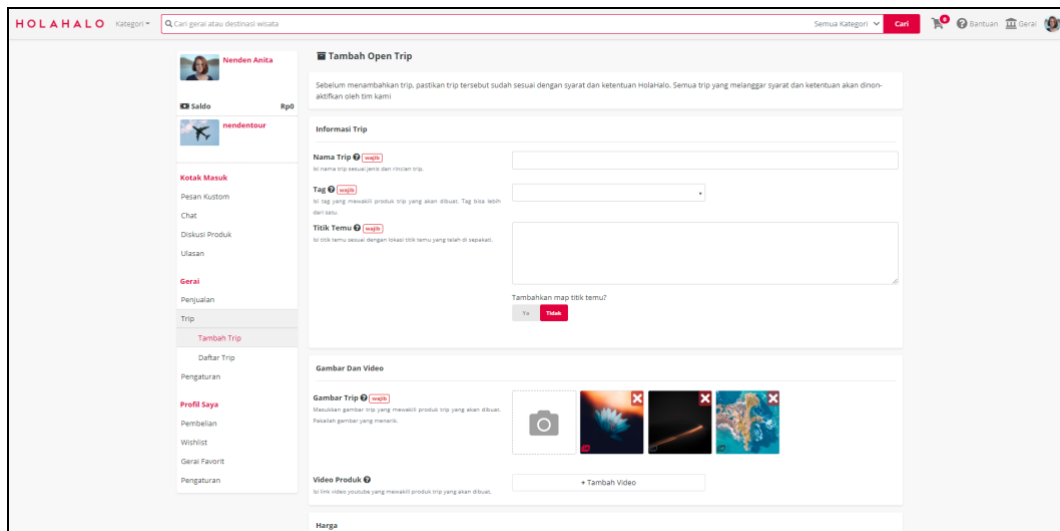 HOLAHALO Kategori Cari gerai atau destinasi wisata Semua Kategori Cari 0 Bantuan Gerai
Nenden Anita
Saldo Rp0
nendentour
Kotak Masuk
Pesan Kustom
Chat
Diskusi Produk
Ulasan
Gerai
Penjualan
Trip
Tambah Trip
Daftar Trip
Pengaturan
Profil Saya
Pembelian
Wishlist
Gerai Favorit
Pengaturan
Tambah Open Trip
Sebelum menambahkan trip, pastikan trip tersebut sudah sesuai dengan syarat dan ketentuan HolaHalo. Semua trip yang melanggar syarat dan ketentuan akan dinon-
aktifkan oleh tim kami
Informasi Trip
Nama Trip wajib
Isi nama trip sesuai jenis dan rincian trip.
Tag wajib
Isi tag yang mewakili produk trip yang akan dibuat. Tag bisa lebih
dari satu.
Titik Temu wajib
Isi titik temu sesuai dengan lokasi titik temu yang telah di sepakati.
Tambahkan map titik temu?
Ya Tidak
Gambar Dan Video
Gambar Trip wajib
Masukkan gambar trip yang mewakili produk trip yang akan dibuat.
Pakailah gambar yang menarik.
Video Produk
Isi link video youtube yang mewakili produk trip yang akan dibuat.
+ Tambah Video
Harga